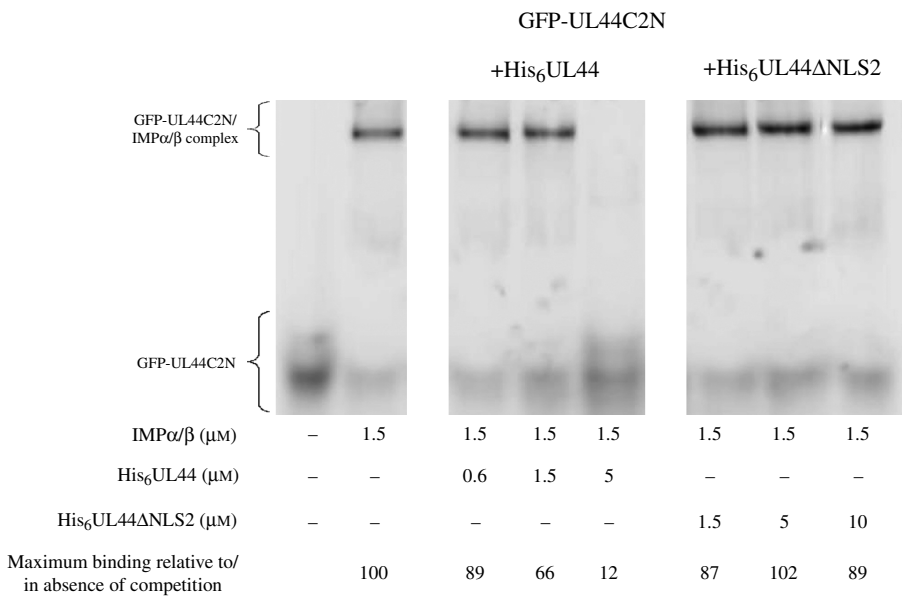 GFP-UL44C2N
+His₆UL44
+His₆UL44ΔNLS2
GFP-UL44C2N/
IMPα/β complex
GFP-UL44C2N
IMPα/β (μM) – 1.5 1.5 1.5 1.5 1.5 1.5 1.5
His₆UL44 (μM) – – 0.6 1.5 5 – – –
His₆UL44ΔNLS2 (μM) – – – – – 1.5 5 10
Maximum binding relative to/
in absence of competition
100 89 66 12 87 102 89